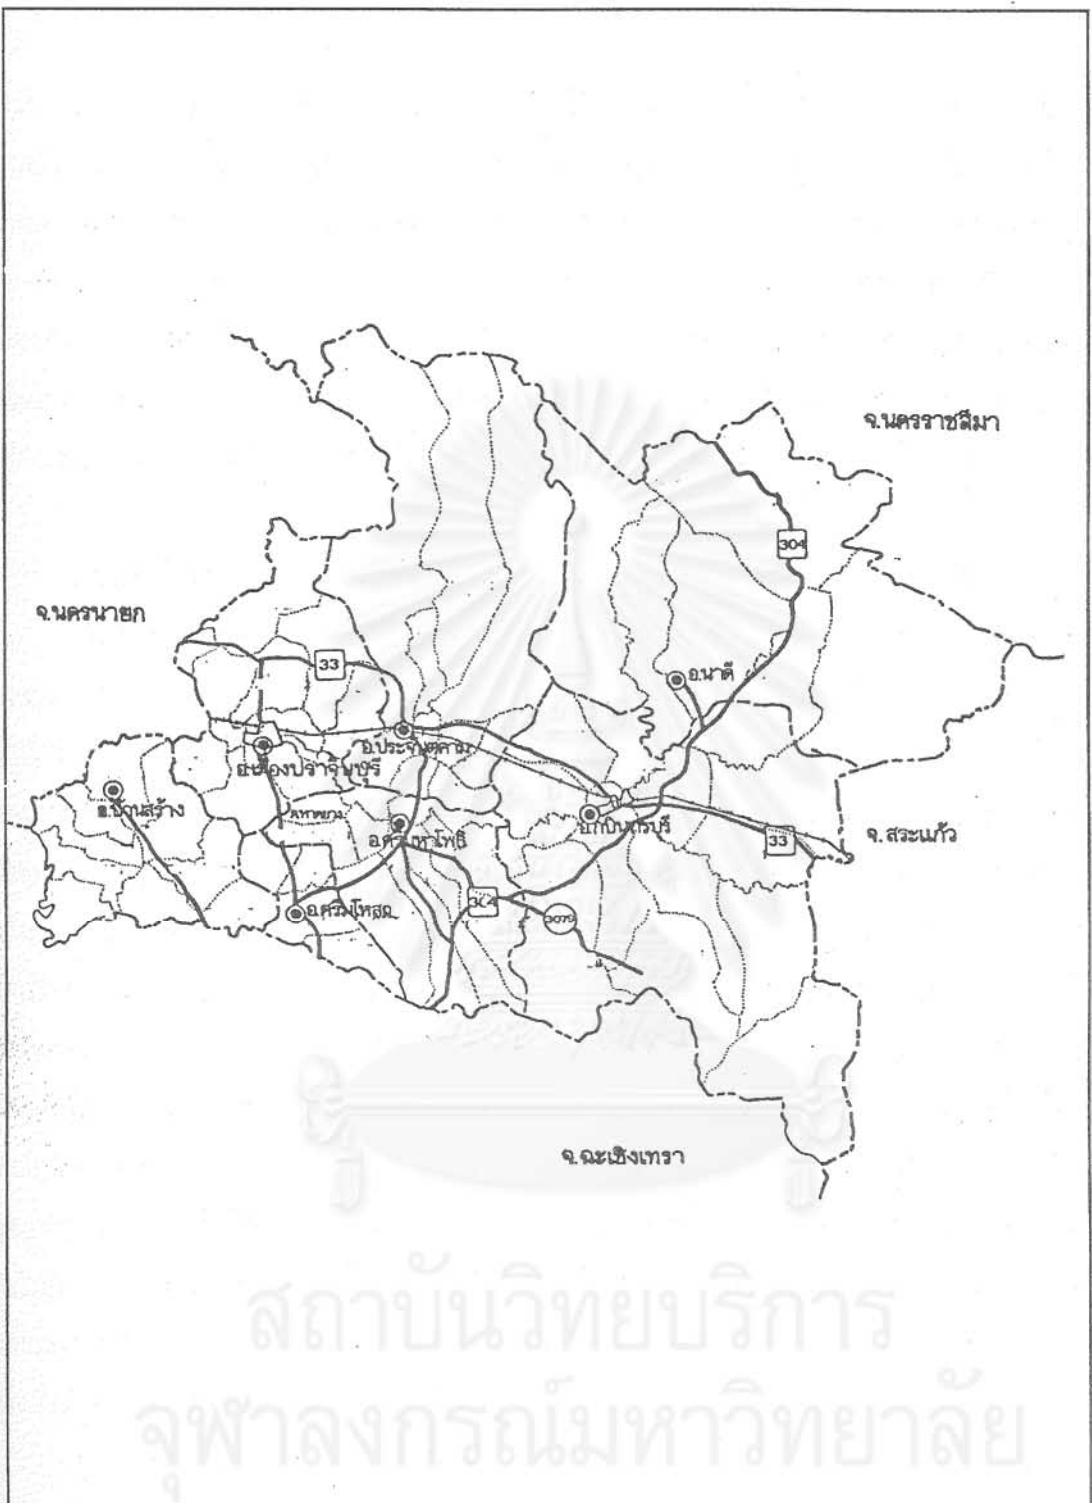 จ.นครราชสีมา
304
จ.นครนายก
33
อ.นาดี
อ.ประจันตคาม
อ.เมืองปราจีนบุรี
อ.บ้านสร้าง
อ.กบินทร์บุรี
อ.ศรีมหาโพธิ
33
จ.สระแก้ว
304
3079
อ.ศรีมโหสถ
จ.ฉะเชิงเทรา
สถาบันวิทยบริการ
จุฬาลงกรณ์มหาวิทยาลัย